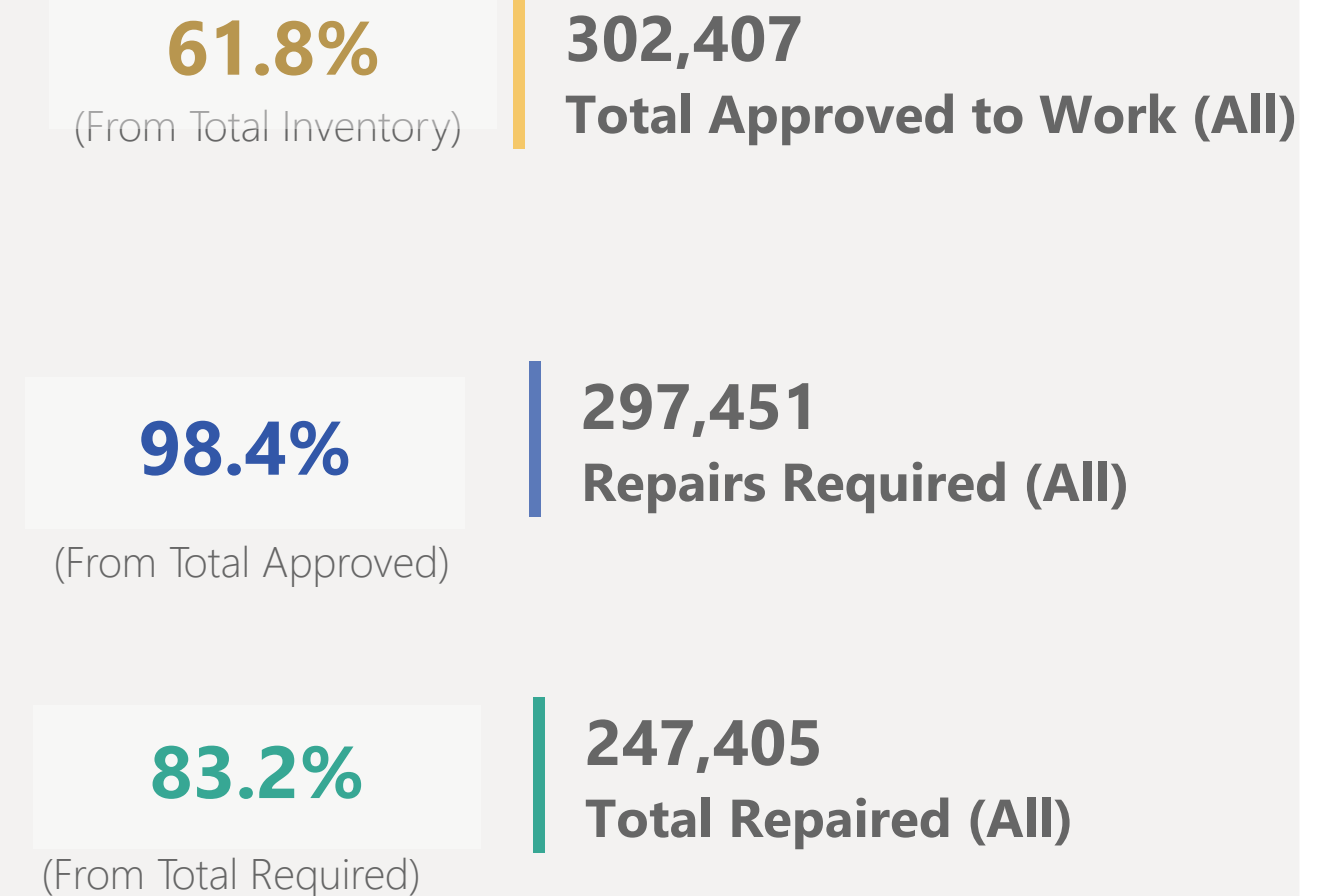 61.8%
(From Total Inventory)
302,407
Total Approved to Work (All)
98.4%
(From Total Approved)
297,451
Repairs Required (All)
83.2%
(From Total Required)
247,405
Total Repaired (All)